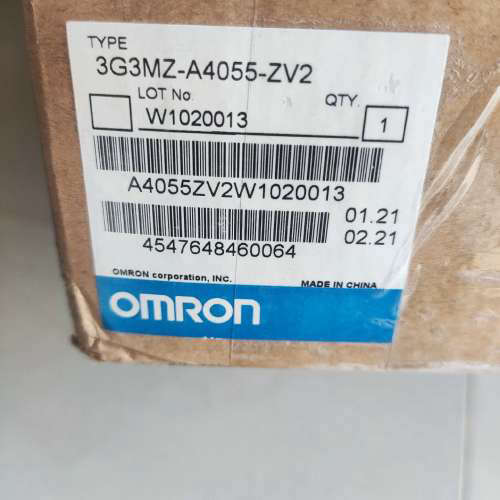 TYPE
3G3MZ-A4055-ZV2
LOT No. QTY.
W1020013 1
A4055ZV2W1020013
01.21
4547648460064 02.21
OMRON corporation, INC. MADE IN CHINA
OMRON